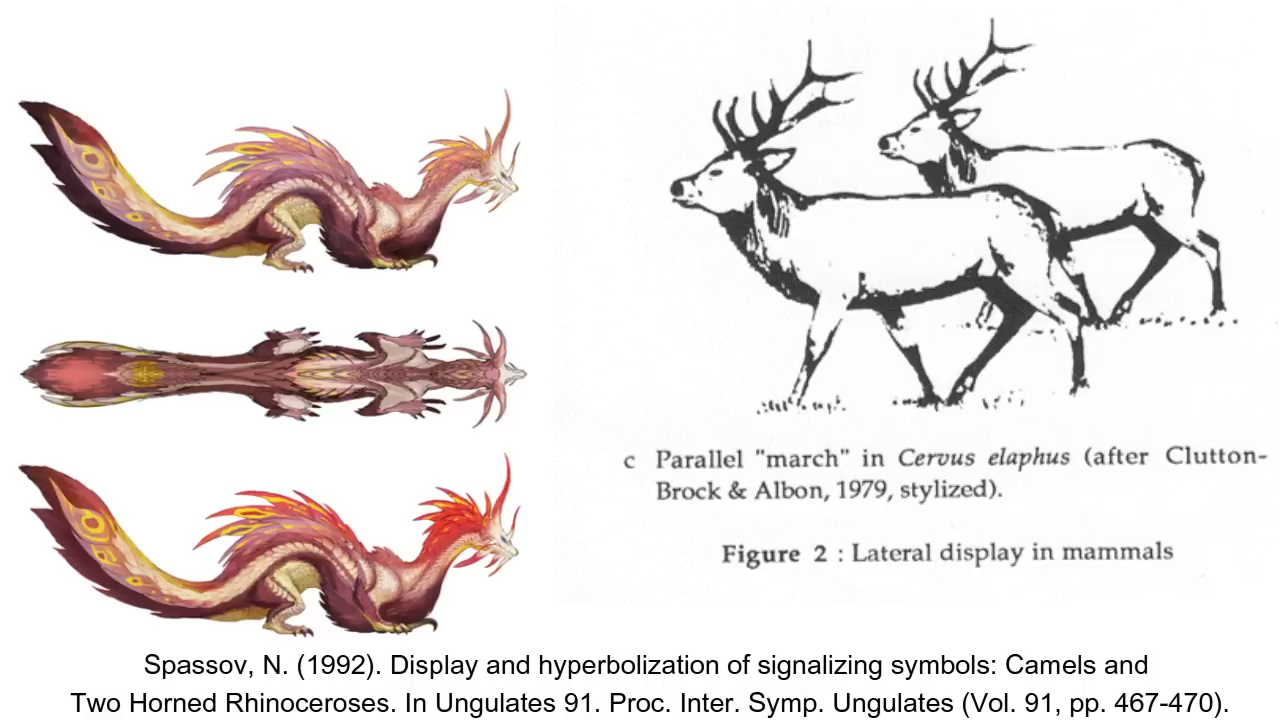 c Parallel "march" in Cervus elaphus (after Clutton-
Brock & Albon, 1979, stylized).
Figure 2 : Lateral display in mammals
Spassov, N. (1992). Display and hyperbolization of signalizing symbols: Camels and
Two Horned Rhinoceroses. In Ungulates 91. Proc. Inter. Symp. Ungulates (Vol. 91, pp. 467-470).